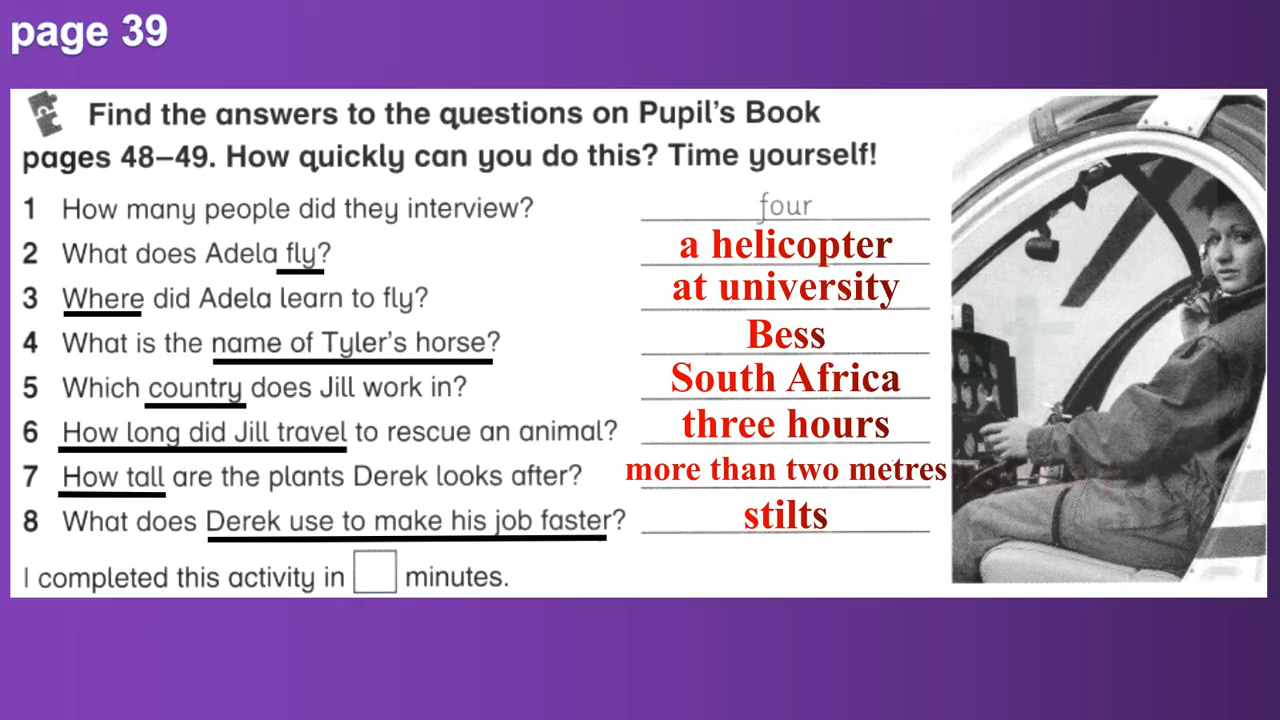 page 39
Find the answers to the questions on Pupil's Book
pages 48–49. How quickly can you do this? Time yourself!
1 How many people did they interview? four
2 What does Adela fly? a helicopter
3 Where did Adela learn to fly? at university
4 What is the name of Tyler's horse? Bess
5 Which country does Jill work in? South Africa
6 How long did Jill travel to rescue an animal? three hours
7 How tall are the plants Derek looks after? more than two metres
8 What does Derek use to make his job faster? stilts
I completed this activity in minutes.